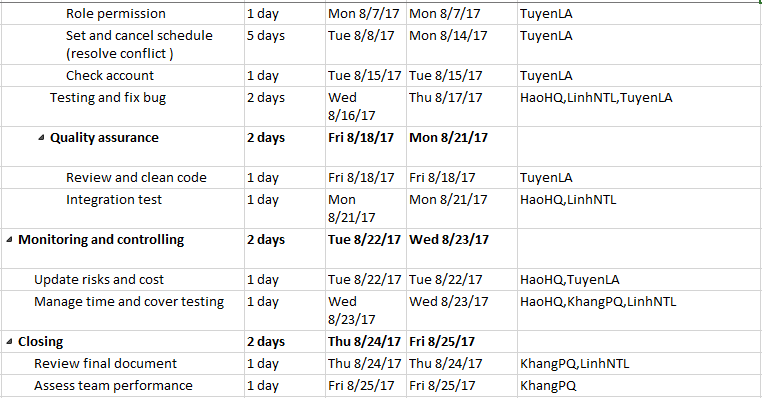 Role permission 1 day Mon 8/7/17 Mon 8/7/17 TuyenLA
Set and cancel schedule 5 days Tue 8/8/17 Mon 8/14/17 TuyenLA
(resolve conflict )
Check account 1 day Tue 8/15/17 Tue 8/15/17 TuyenLA
Testing and fix bug 2 days Wed Thu 8/17/17 HaoHQ,LinhNTL,TuyenLA
8/16/17
Quality assurance 2 days Fri 8/18/17 Mon 8/21/17
Review and clean code 1 day Fri 8/18/17 Fri 8/18/17 TuyenLA
Integration test 1 day Mon Mon 8/21/17 HaoHQ,LinhNTL
8/21/17
Monitoring and controlling 2 days Tue 8/22/17 Wed 8/23/17
Update risks and cost 1 day Tue 8/22/17 Tue 8/22/17 HaoHQ,TuyenLA
Manage time and cover testing 1 day Wed Wed 8/23/17 HaoHQ,KhangPQ,LinhNTL
8/23/17
Closing 2 days Thu 8/24/17 Fri 8/25/17
Review final document 1 day Thu 8/24/17 Thu 8/24/17 KhangPQ,LinhNTL
Assess team performance 1 day Fri 8/25/17 Fri 8/25/17 KhangPQ